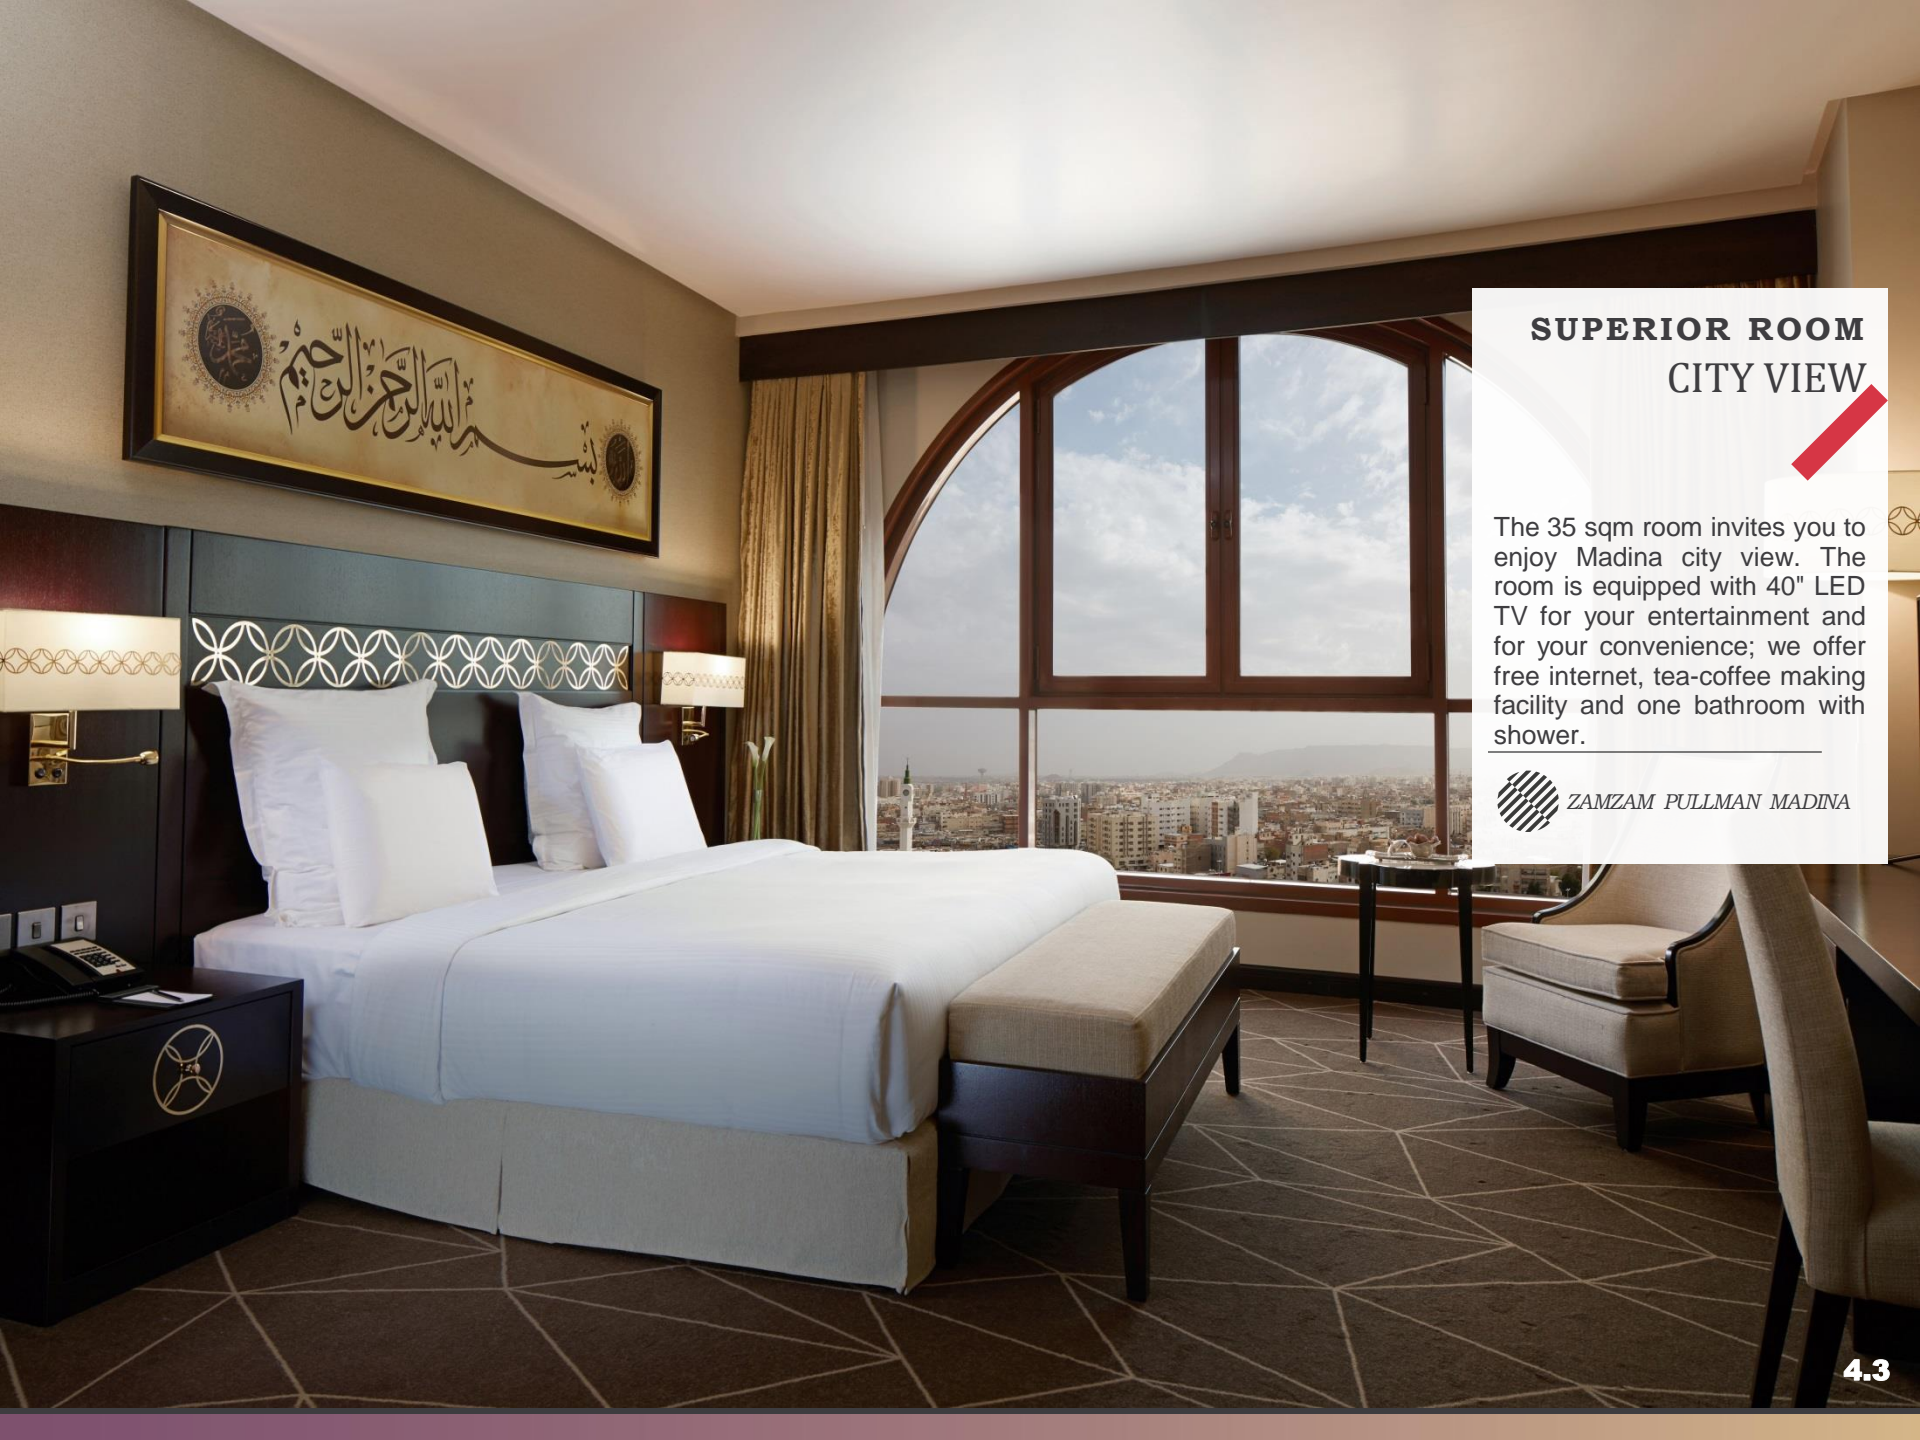 بسم الله الرحمن الرحيم
محمد
SUPERIOR ROOM
CITY VIEW
The 35 sqm room invites you to
enjoy Madina city view. The
room is equipped with 40" LED
TV for your entertainment and
for your convenience; we offer
free internet, tea-coffee making
facility and one bathroom with
shower.
ZAMZAM PULLMAN MADINA
4.3